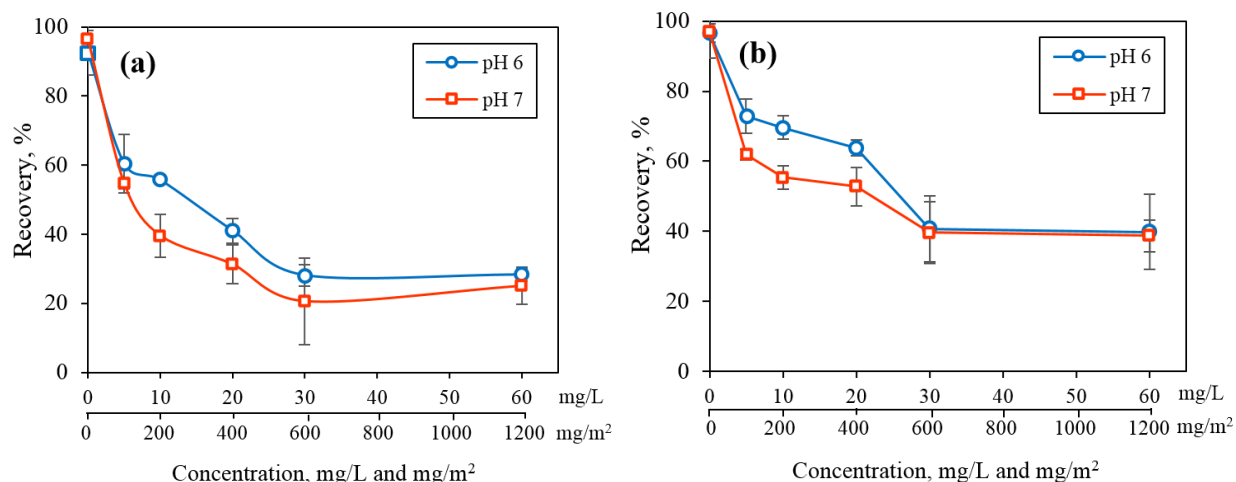 100
80
60
40
20
0
Recovery, %
(a)
pH 6
pH 7
0 10 20 30 40 50 60 mg/L
0 200 400 600 800 1000 1200 mg/m²
Concentration, mg/L and mg/m²
100
80
60
40
20
0
Recovery, %
(b)
pH 6
pH 7
0 10 20 30 40 50 60 mg/L
0 200 400 600 800 1000 1200 mg/m²
Concentration, mg/L and mg/m²